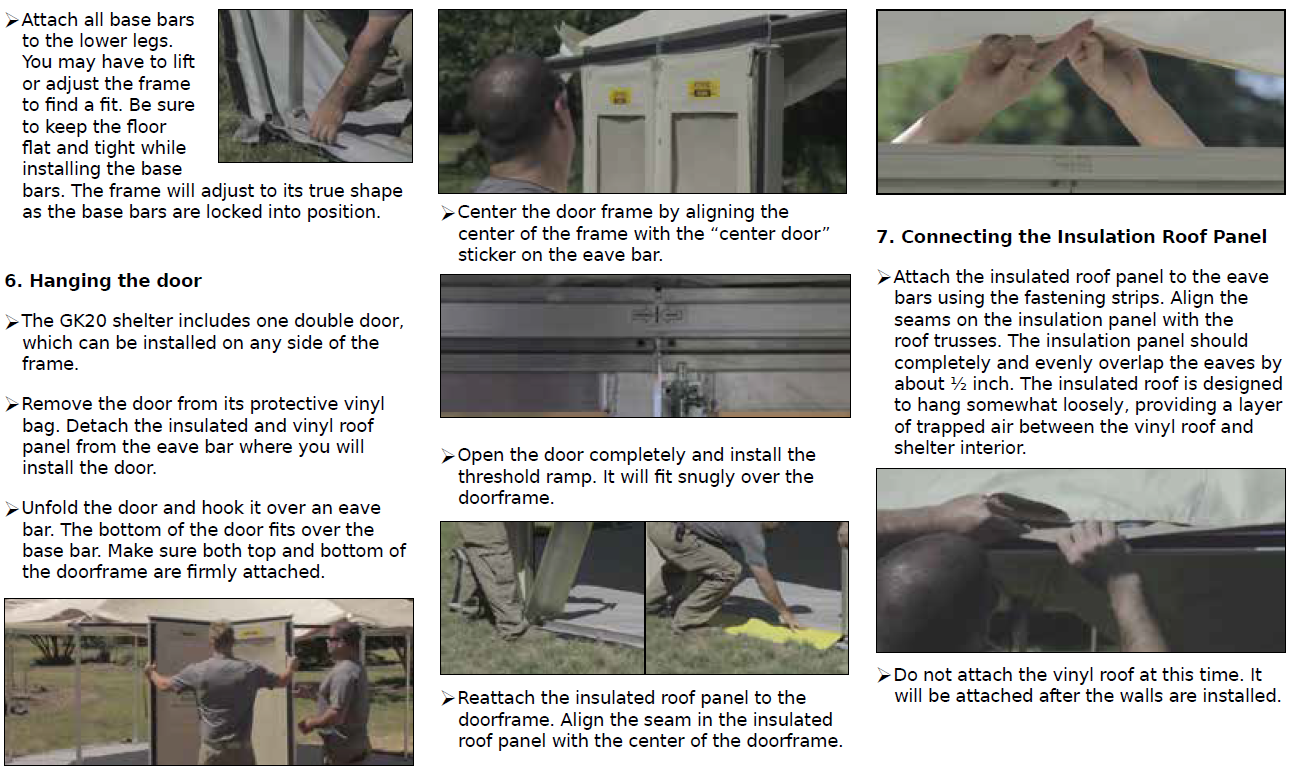 ➢Attach all base bars
to the lower legs.
You may have to lift
or adjust the frame
to find a fit. Be sure
to keep the floor
flat and tight while
installing the base
bars. The frame will adjust to its true shape
as the base bars are locked into position.
6. Hanging the door
➢The GK20 shelter includes one double door,
which can be installed on any side of the
frame.
➢Remove the door from its protective vinyl
bag. Detach the insulated and vinyl roof
panel from the eave bar where you will
install the door.
➢Unfold the door and hook it over an eave
bar. The bottom of the door fits over the
base bar. Make sure both top and bottom of
the doorframe are firmly attached.
➢Center the door frame by aligning the
center of the frame with the “center door”
sticker on the eave bar.
➢Open the door completely and install the
threshold ramp. It will fit snugly over the
doorframe.
➢Reattach the insulated roof panel to the
doorframe. Align the seam in the insulated
roof panel with the center of the doorframe.
7. Connecting the Insulation Roof Panel
➢Attach the insulated roof panel to the eave
bars using the fastening strips. Align the
seams on the insulation panel with the
roof trusses. The insulation panel should
completely and evenly overlap the eaves by
about ½ inch. The insulated roof is designed
to hang somewhat loosely, providing a layer
of trapped air between the vinyl roof and
shelter interior.
➢Do not attach the vinyl roof at this time. It
will be attached after the walls are installed.